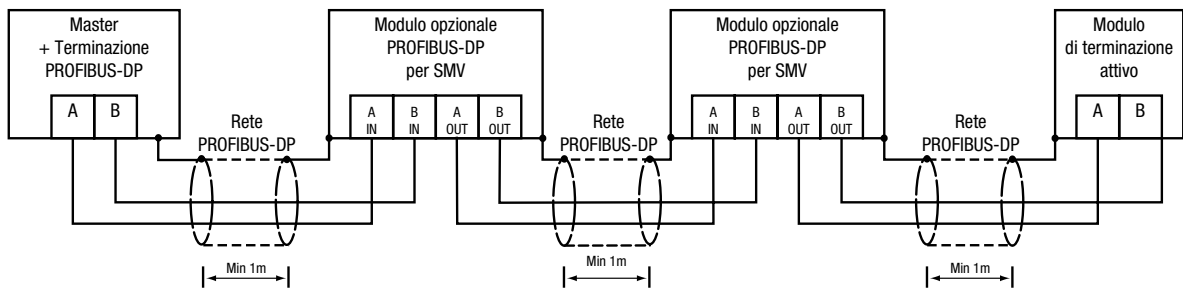 Master
+ Terminazione
PROFIBUS-DP
A B
Rete
PROFIBUS-DP
Min 1m
Modulo opzionale
PROFIBUS-DP
per SMV
A IN B IN A OUT B OUT
Rete
PROFIBUS-DP
Min 1m
Modulo opzionale
PROFIBUS-DP
per SMV
A IN B IN A OUT B OUT
Rete
PROFIBUS-DP
Min 1m
Modulo
di terminazione
attivo
A B